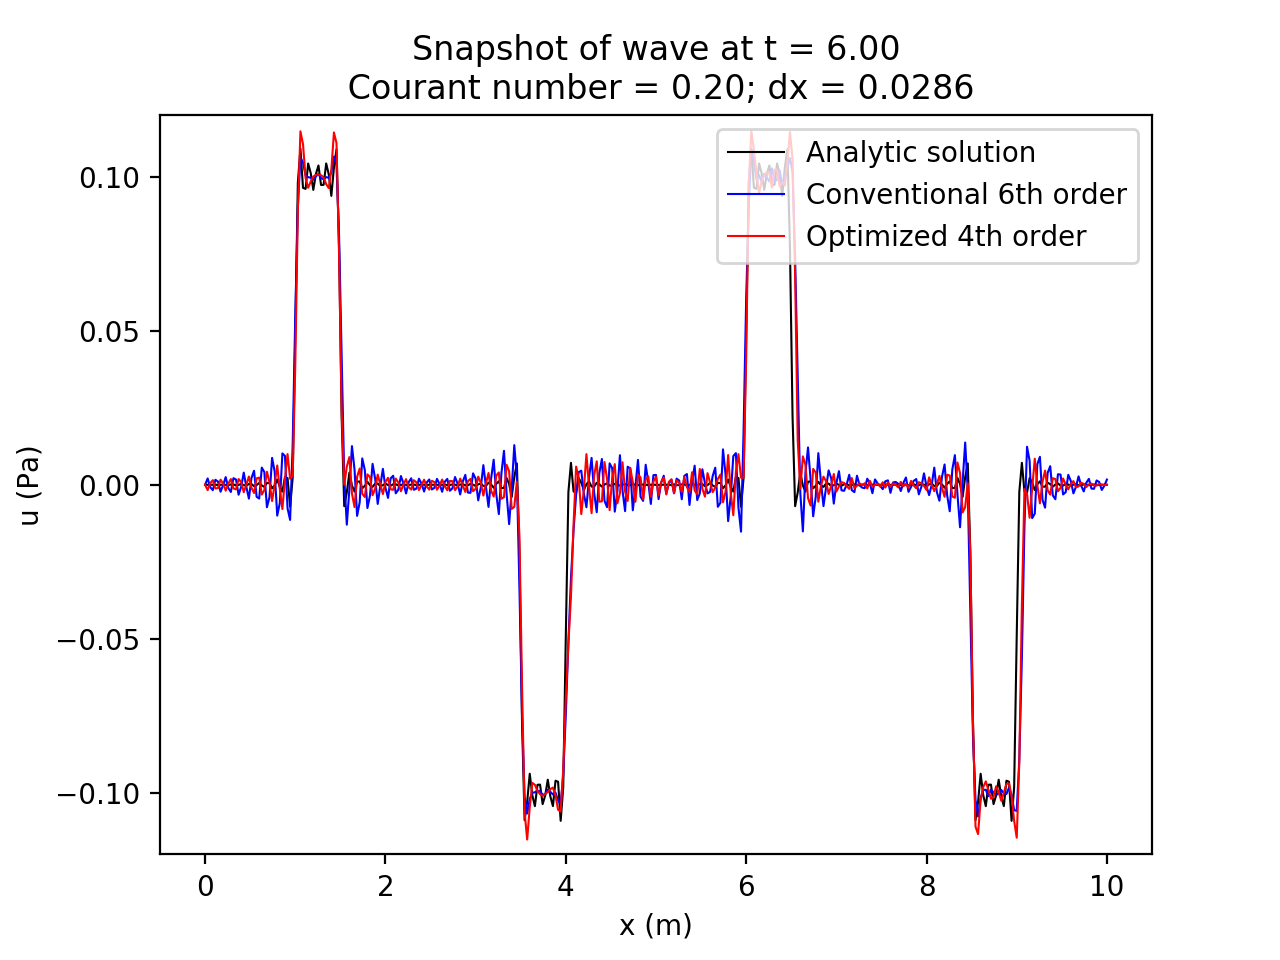 Snapshot of wave at t = 6.00
Courant number = 0.20; dx = 0.0286
Analytic solution
Conventional 6th order
Optimized 4th order
u (Pa)
0.10
0.05
0.00
−0.05
−0.10
0 2 4 6 8 10
x (m)